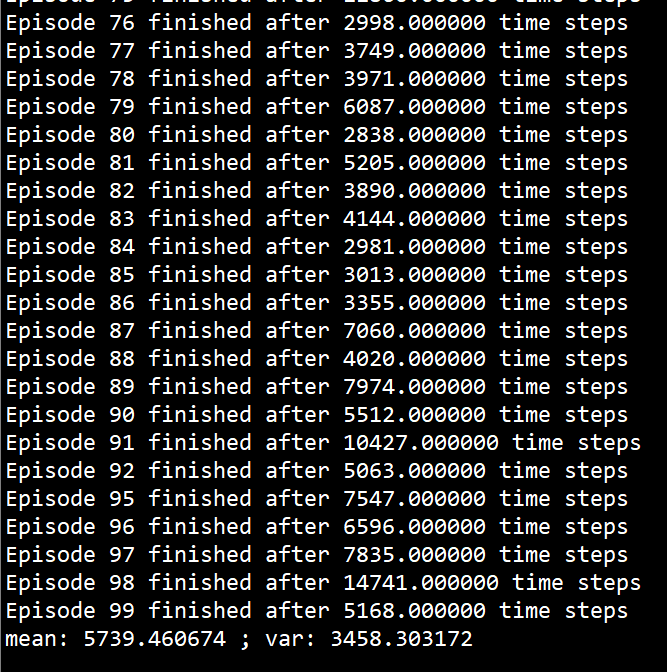 Episode 76 finished after 2998.000000 time steps
Episode 77 finished after 3749.000000 time steps
Episode 78 finished after 3971.000000 time steps
Episode 79 finished after 6087.000000 time steps
Episode 80 finished after 2838.000000 time steps
Episode 81 finished after 5205.000000 time steps
Episode 82 finished after 3890.000000 time steps
Episode 83 finished after 4144.000000 time steps
Episode 84 finished after 2981.000000 time steps
Episode 85 finished after 3013.000000 time steps
Episode 86 finished after 3355.000000 time steps
Episode 87 finished after 7060.000000 time steps
Episode 88 finished after 4020.000000 time steps
Episode 89 finished after 7974.000000 time steps
Episode 90 finished after 5512.000000 time steps
Episode 91 finished after 10427.000000 time steps
Episode 92 finished after 5063.000000 time steps
Episode 95 finished after 7547.000000 time steps
Episode 96 finished after 6596.000000 time steps
Episode 97 finished after 7835.000000 time steps
Episode 98 finished after 14741.000000 time steps
Episode 99 finished after 5168.000000 time steps
mean: 5739.460674 ; var: 3458.303172